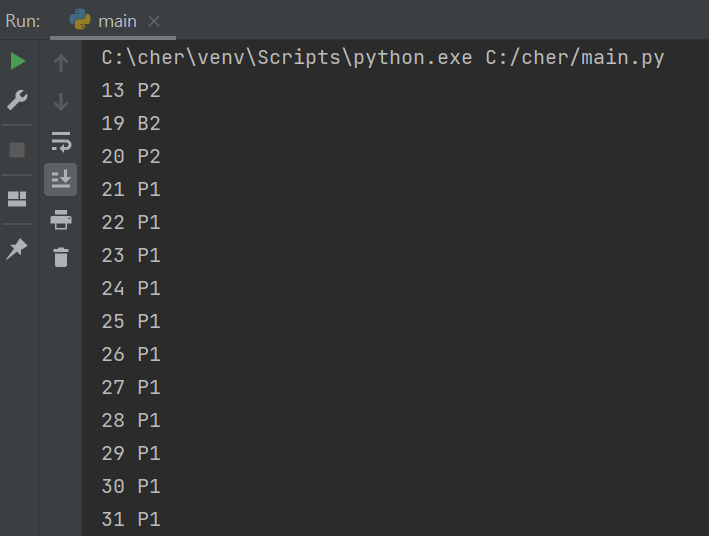 Run: main
C:\cher\venv\Scripts\python.exe C:/cher/main.py
13 P2
19 B2
20 P2
21 P1
22 P1
23 P1
24 P1
25 P1
26 P1
27 P1
28 P1
29 P1
30 P1
31 P1